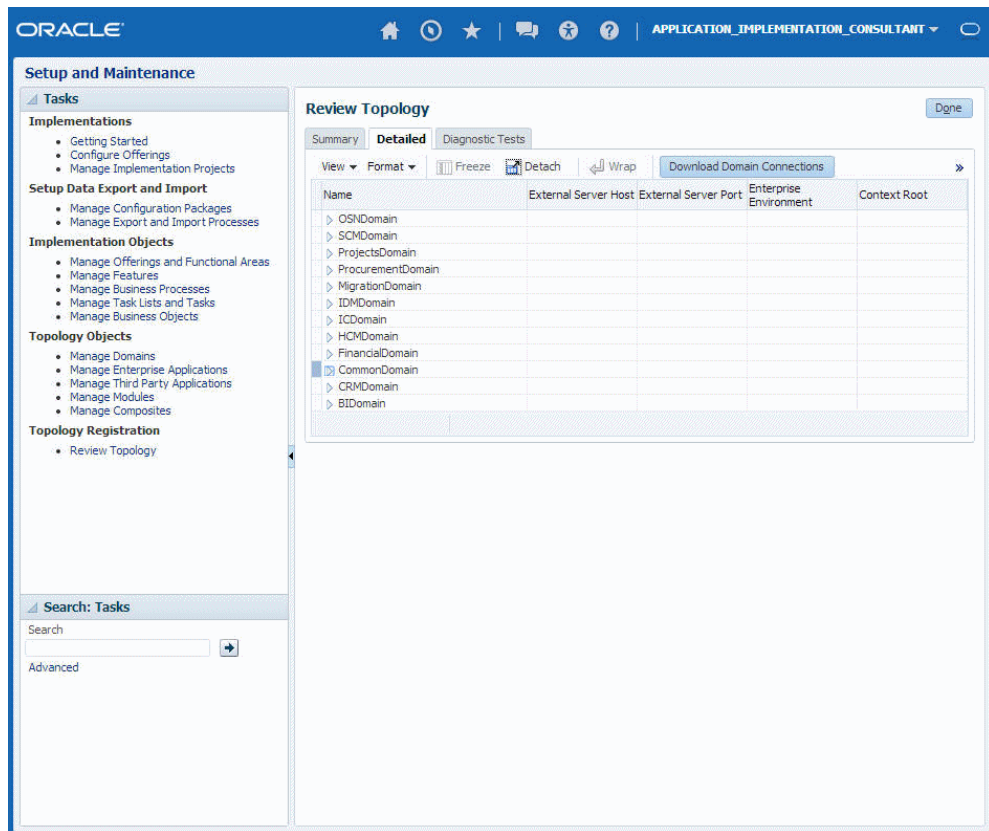 ORACLE
APPLICATION_IMPLEMENTATION_CONSULTANT
Setup and Maintenance
Tasks
Implementations
Getting Started
Configure Offerings
Manage Implementation Projects
Setup Data Export and Import
Manage Configuration Packages
Manage Export and Import Processes
Implementation Objects
Manage Offerings and Functional Areas
Manage Features
Manage Business Processes
Manage Task Lists and Tasks
Manage Business Objects
Topology Objects
Manage Domains
Manage Enterprise Applications
Manage Third Party Applications
Manage Modules
Manage Composites
Topology Registration
Review Topology
Search: Tasks
Search
Advanced
Review Topology
Done
Summary Detailed Diagnostic Tests
View Format Freeze Detach Wrap Download Domain Connections
Name External Server Host External Server Port Enterprise Environment Context Root
OSNDomain
SCMDomain
ProjectsDomain
ProcurementDomain
MigrationDomain
IDMDomain
ICDomain
HCMDomain
FinancialDomain
CommonDomain
CRMDomain
BIDomain